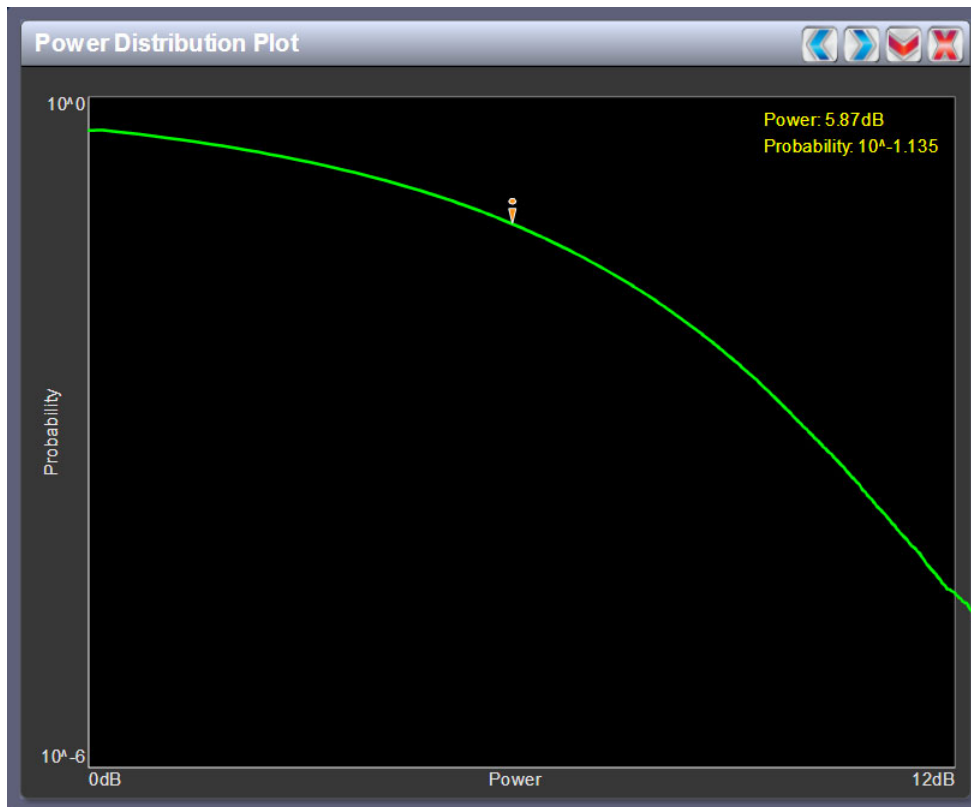 Power Distribution Plot
10^0
Power: 5.87dB
Probability: 10^-1.135
Probability
10^-6
0dB
Power
12dB